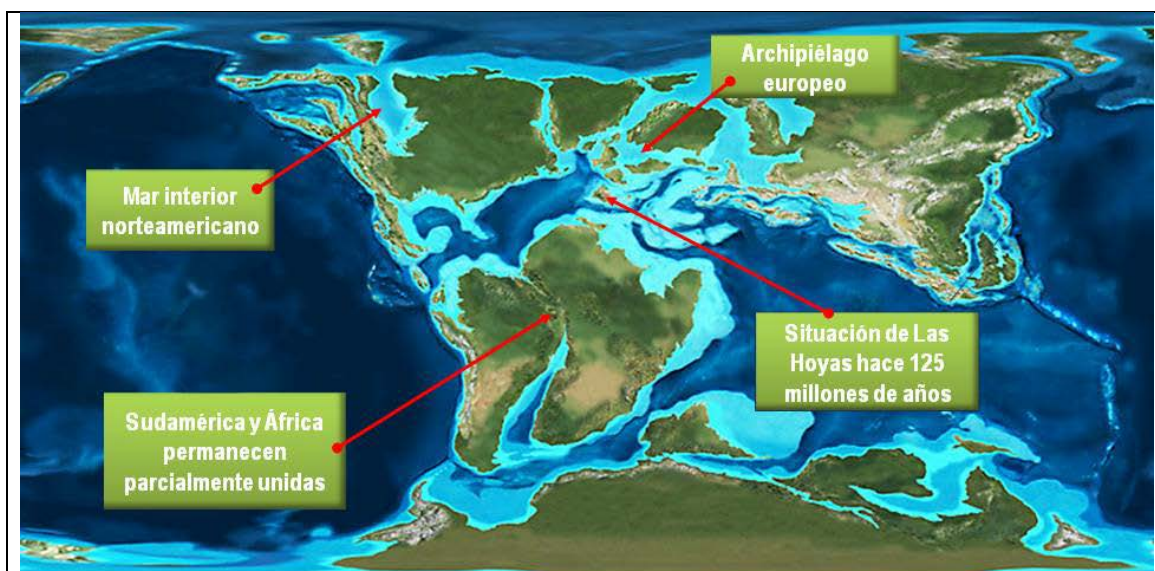 Archipiélago
europeo
Mar interior
norteamericano
Situación de Las
Hoyas hace 125
millones de años
Sudamérica y África
permanecen
parcialmente unidas